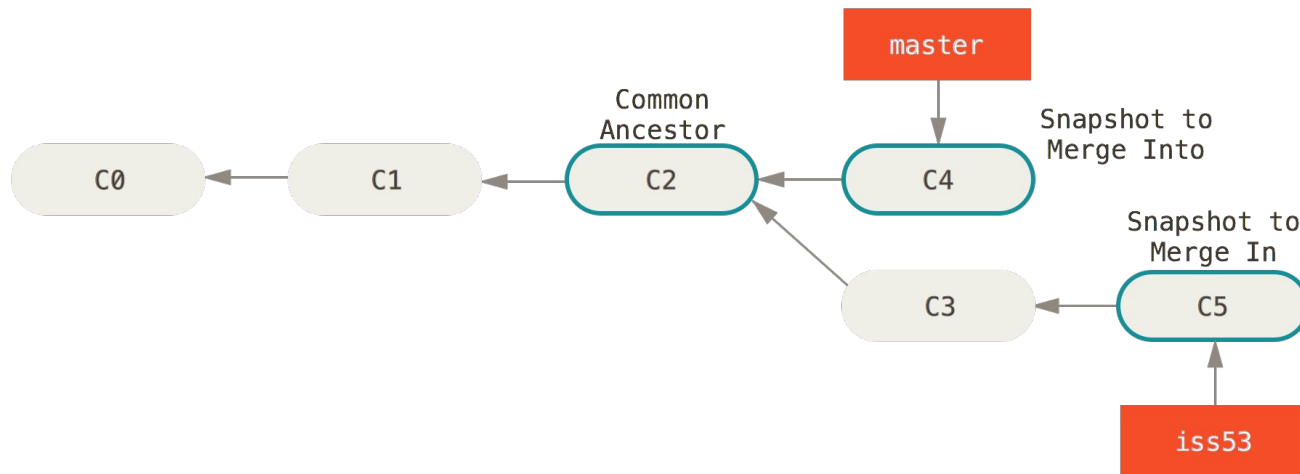 master
Common
Ancestor
Snapshot to
Merge Into
C0
C1
C2
C4
Snapshot to
Merge In
C3
C5
iss53